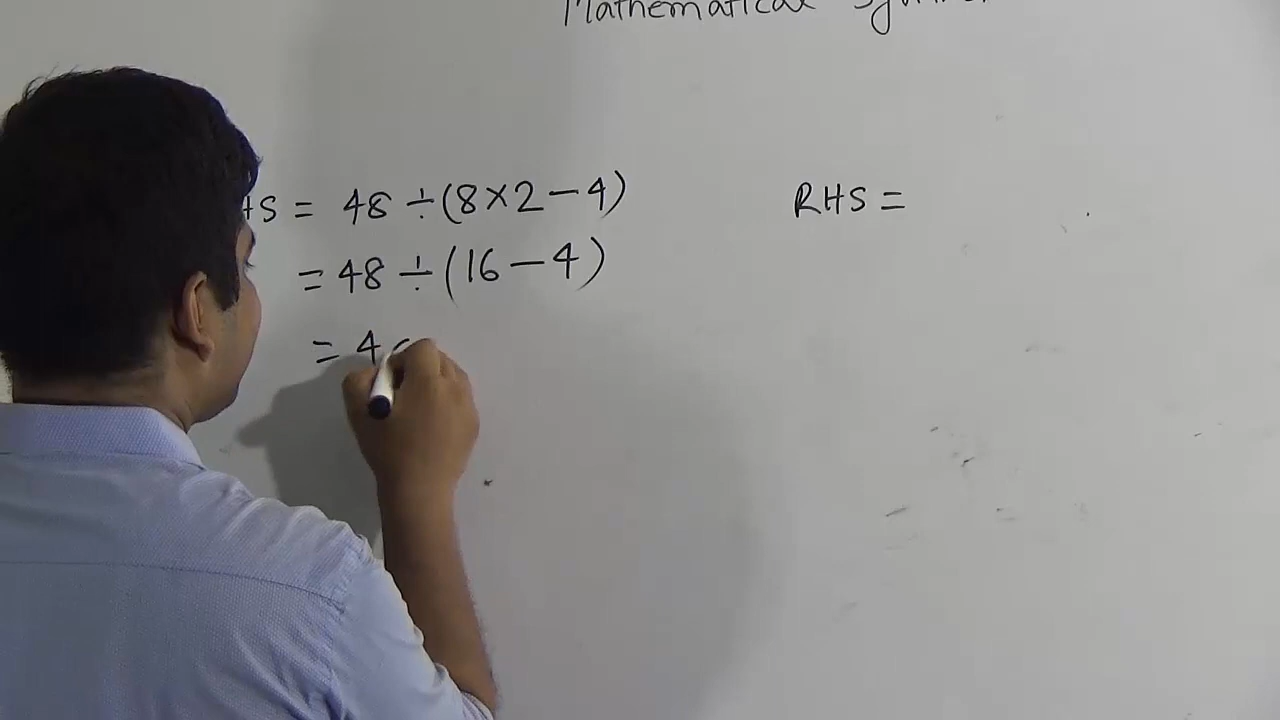 Mathematical
HS = 48 ÷ (8 × 2 − 4)
RHS =
= 48 ÷ (16 − 4)
= 4